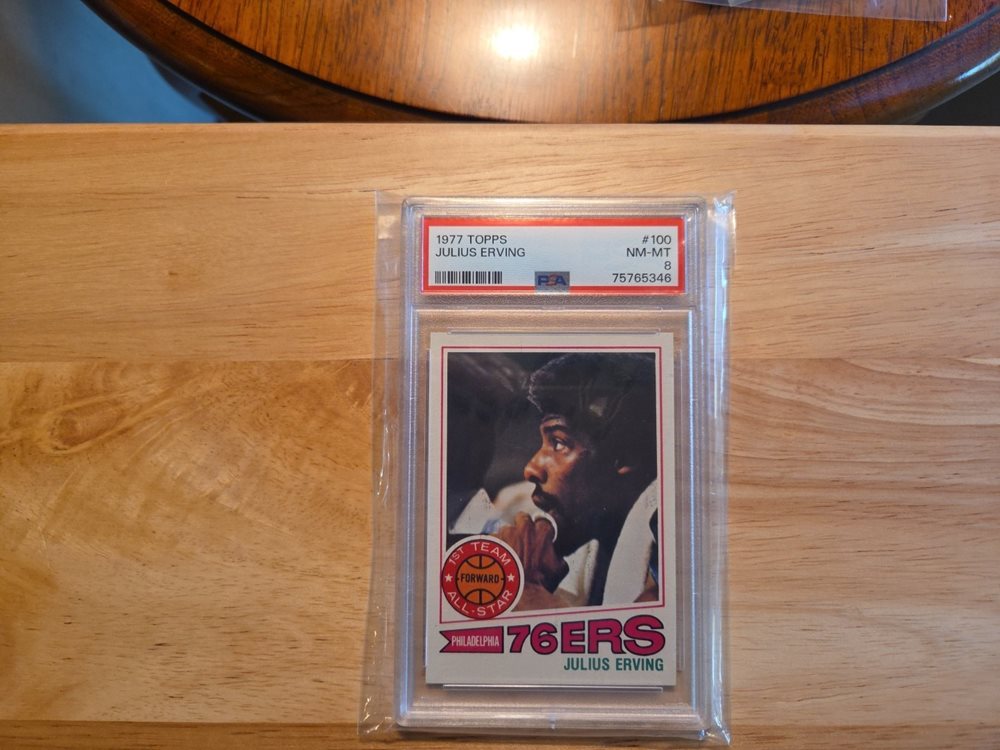 1977 TOPPS #100
JULIUS ERVING NM-MT
8
PSA 75765346
1ST TEAM
FORWARD
ALL-STAR
PHILADELPHIA 76ERS
JULIUS ERVING